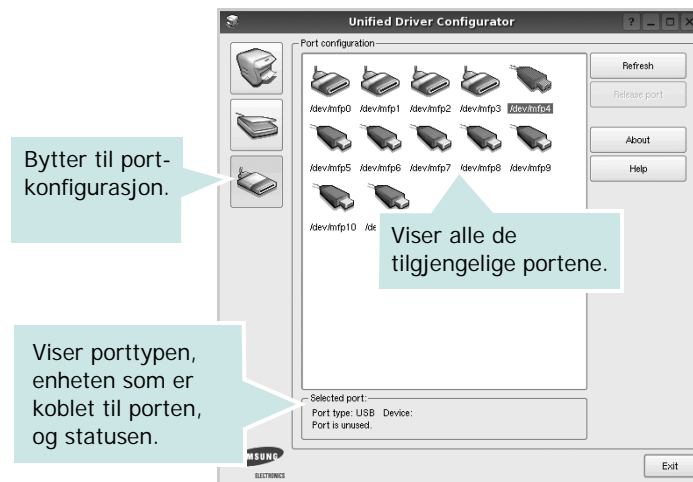 Unified Driver Configurator
Port configuration
/dev/mfp0 /dev/mfp1 /dev/mfp2 /dev/mfp3 /dev/mfp4
/dev/mfp5 /dev/mfp6 /dev/mfp7 /dev/mfp8 /dev/mfp9
/dev/mfp10
Refresh
Release port
About
Help
Bytter til port-
konfigurasjon.
Viser alle de
tilgjengelige portene.
Viser porttypen,
enheten som er
koblet til porten,
og statusen.
Selected port:
Port type: USB Device:
Port is unused.
ELECTRONICS
Exit